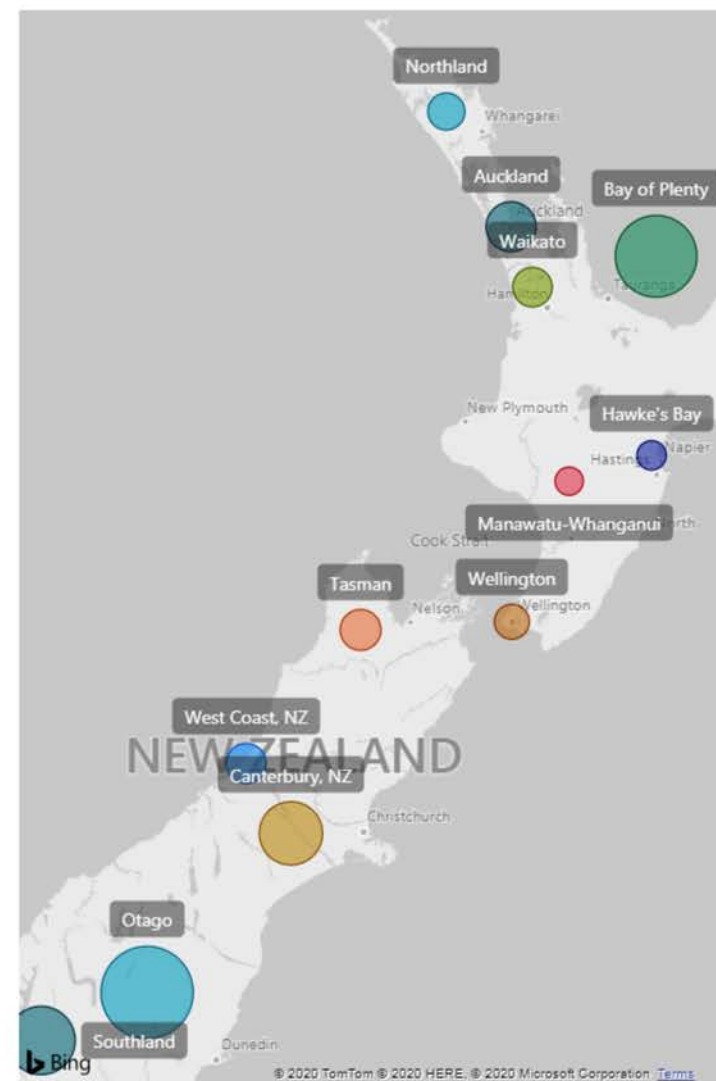 Northland
Whangarei
Auckland
Bay of Plenty
Auckland
Waikato
Hamilton
Tauranga
New Plymouth
Hawke's Bay
Napier
Hastings
Manawatu-Whanganui
North
Cook Strait
Tasman
Wellington
Nelson
Wellington
West Coast, NZ
NEW ZEALAND
Canterbury, NZ
Christchurch
Otago
Southland
Dunedin
Bing
© 2020 TomTom © 2020 HERE, © 2020 Microsoft Corporation Terms